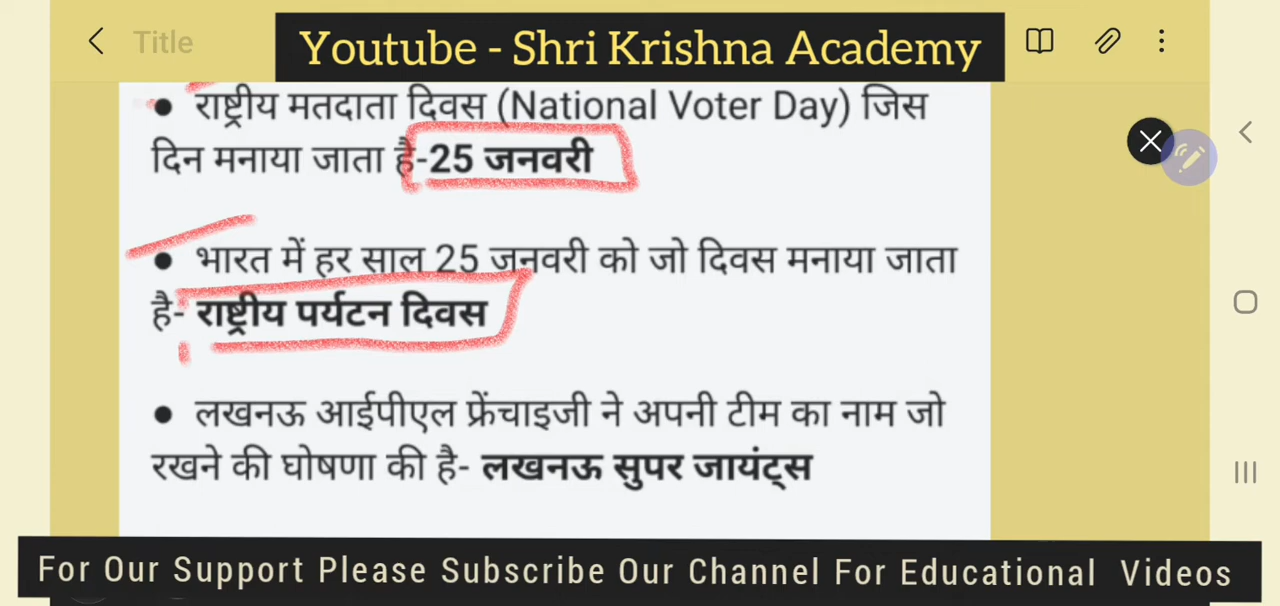 Title
Youtube - Shri Krishna Academy
● राष्ट्रीय मतदाता दिवस (National Voter Day) जिस
दिन मनाया जाता है-25 जनवरी
● भारत में हर साल 25 जनवरी को जो दिवस मनाया जाता
है- राष्ट्रीय पर्यटन दिवस
● लखनऊ आईपीएल फ्रेंचाइजी ने अपनी टीम का नाम जो
रखने की घोषणा की है- लखनऊ सुपर जायंट्स
For Our Support Please Subscribe Our Channel For Educational Videos